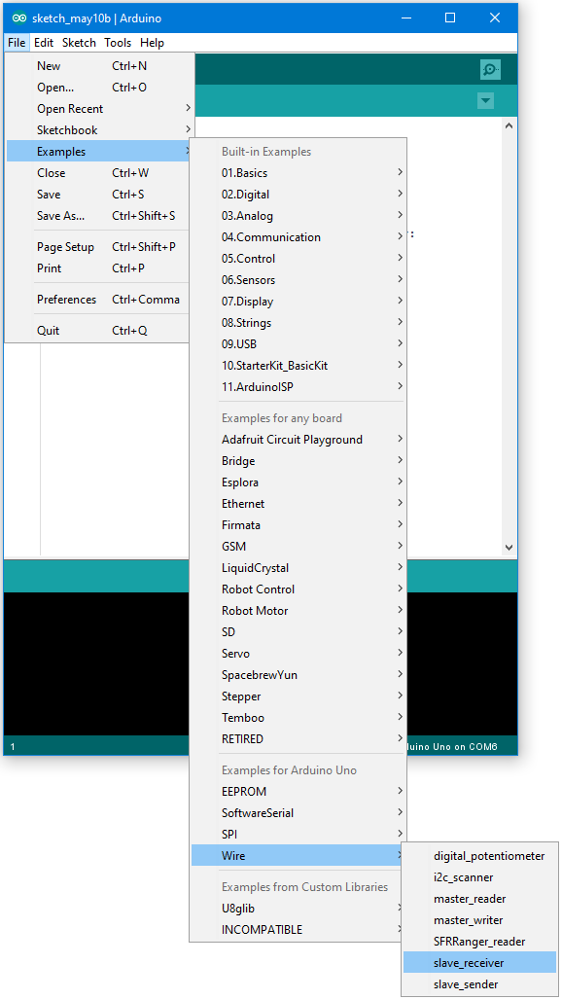 sketch_may10b | Arduino
File Edit Sketch Tools Help
New Ctrl+N
Open... Ctrl+O
Open Recent
Sketchbook
Examples
Close Ctrl+W
Save Ctrl+S
Save As... Ctrl+Shift+S
Page Setup Ctrl+Shift+P
Print Ctrl+P
Preferences Ctrl+Comma
Quit Ctrl+Q
Built-in Examples
01.Basics
02.Digital
03.Analog
04.Communication
05.Control
06.Sensors
07.Display
08.Strings
09.USB
10.StarterKit_BasicKit
11.ArduinoISP
Examples for any board
Adafruit Circuit Playground
Bridge
Esplora
Ethernet
Firmata
GSM
LiquidCrystal
Robot Control
Robot Motor
SD
Servo
SpacebrewYun
Stepper
Temboo
RETIRED
Examples for Arduino Uno
EEPROM
SoftwareSerial
SPI
Wire
Examples from Custom Libraries
U8glib
INCOMPATIBLE
digital_potentiometer
i2c_scanner
master_reader
master_writer
SFRRanger_reader
slave_receiver
slave_sender
1
duino Uno on COM6